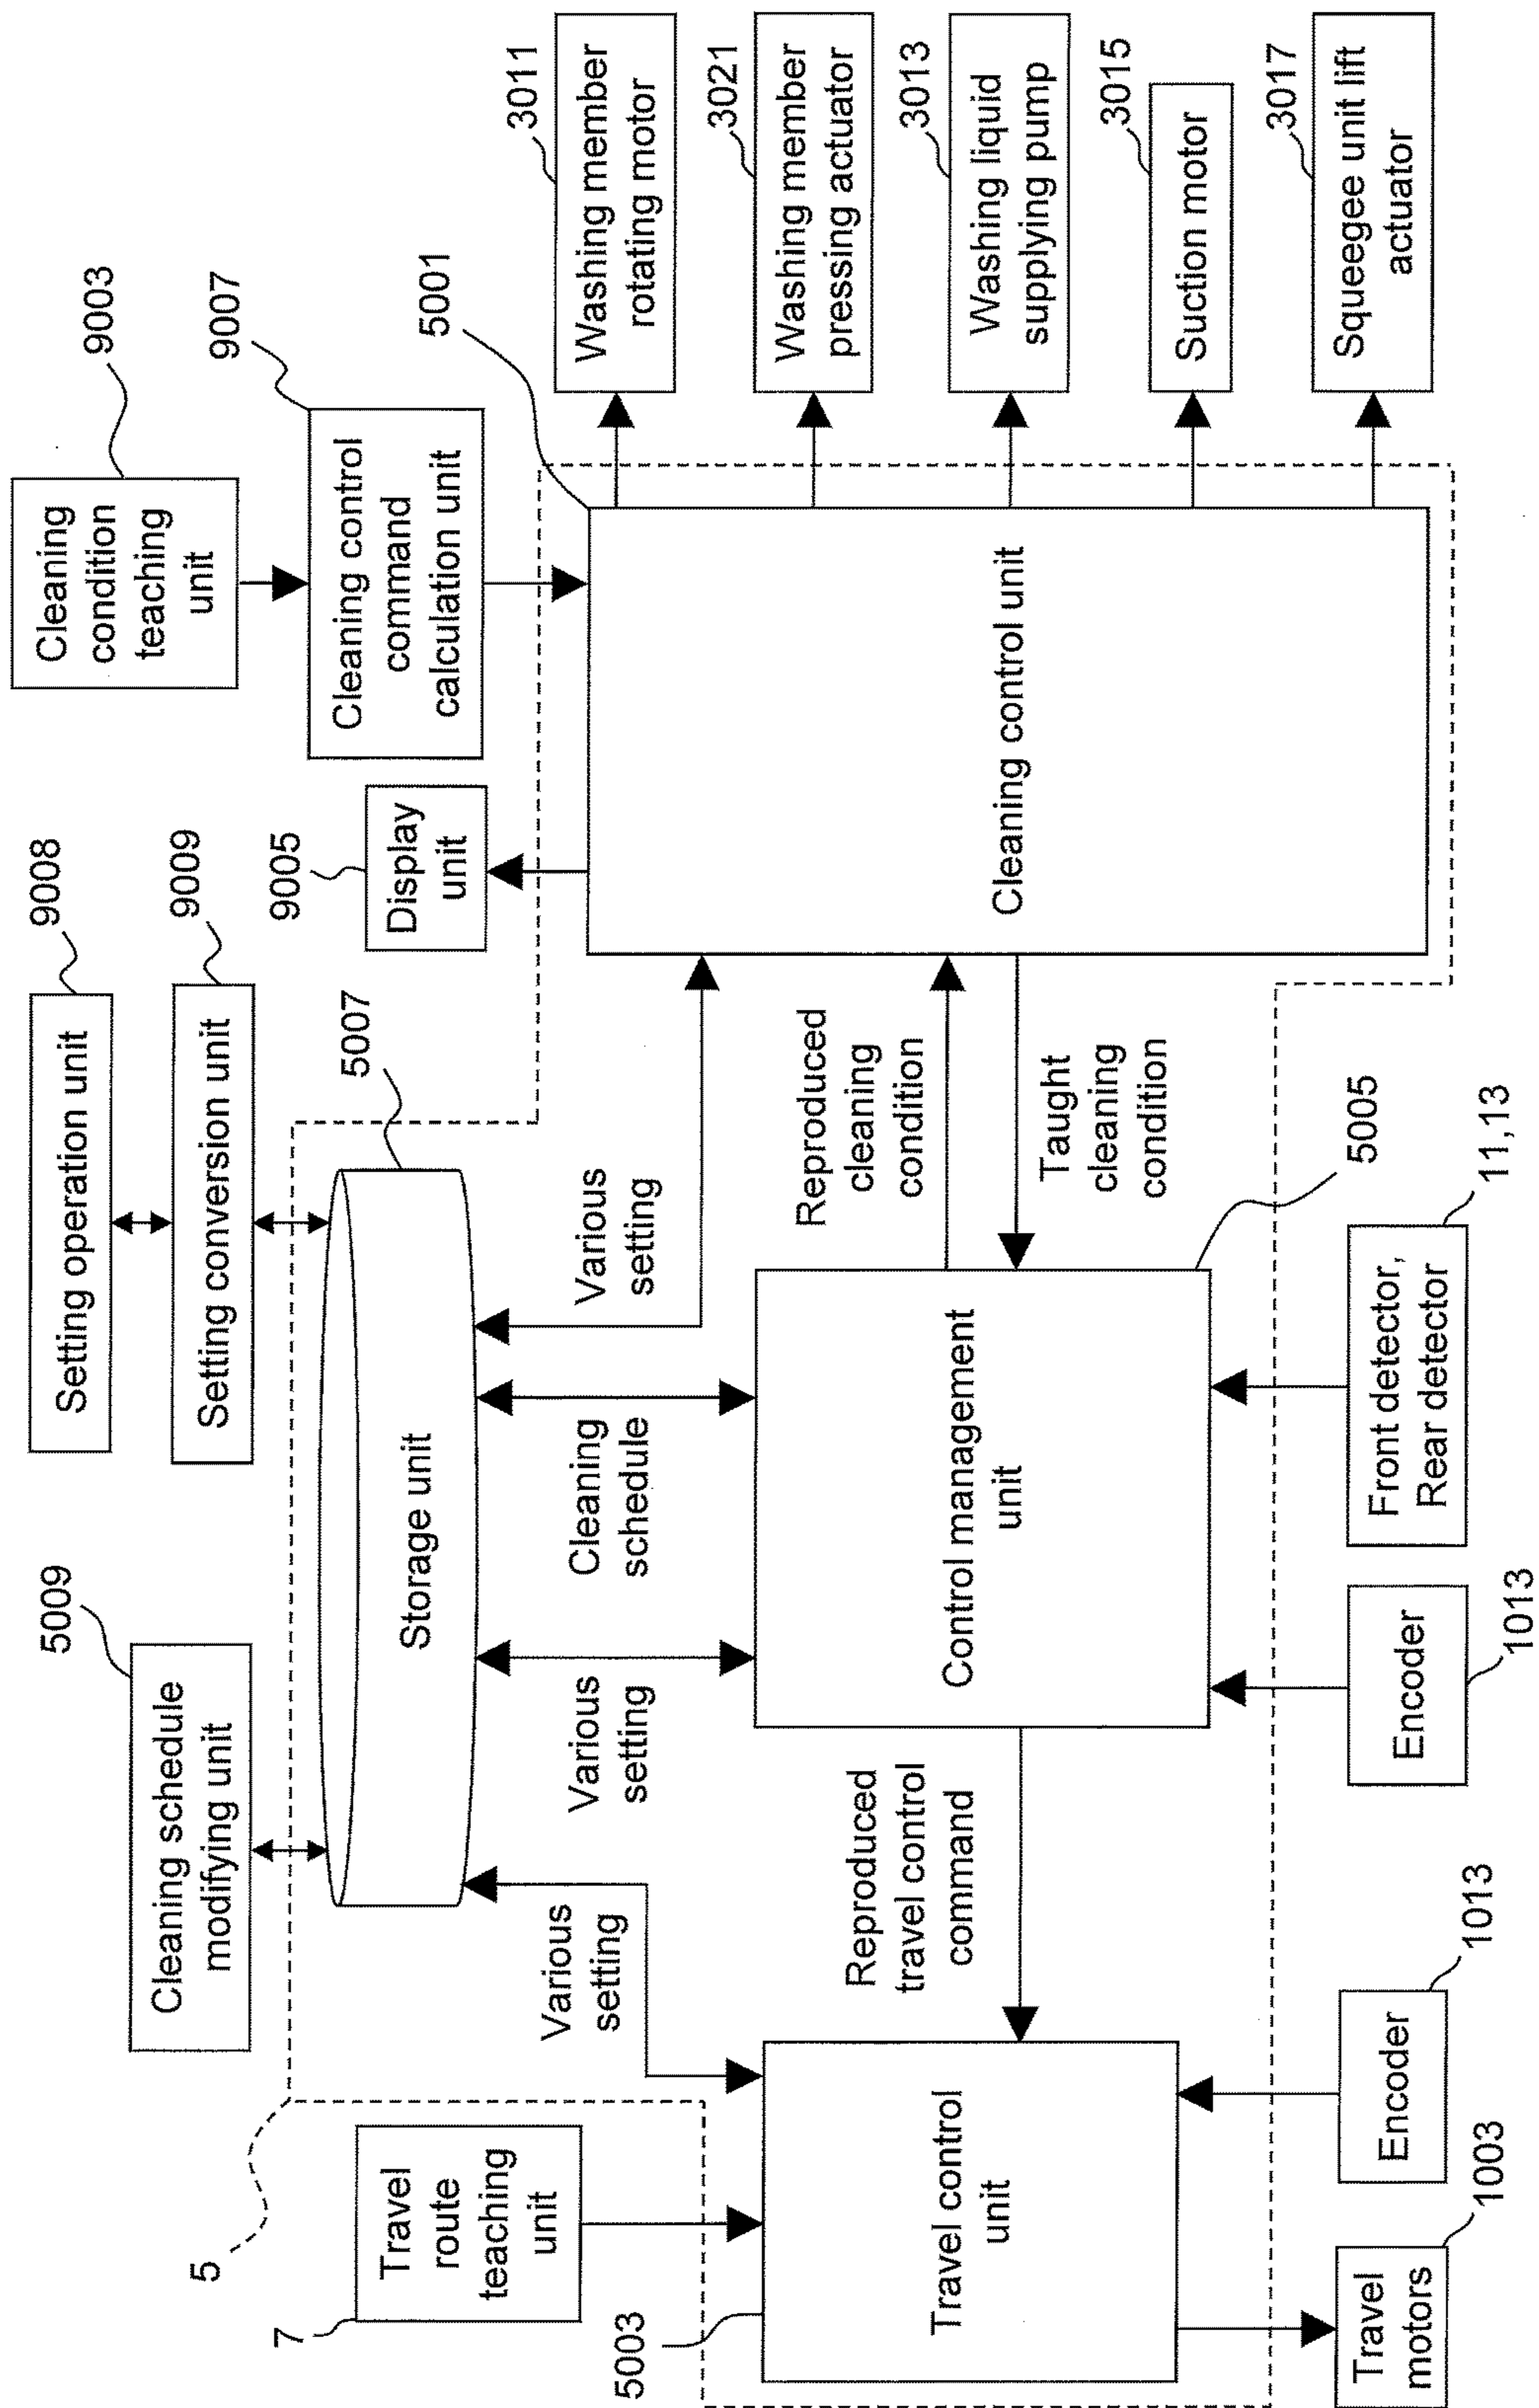 5009
Cleaning schedule
modifying unit
9008
Setting operation unit
9009
Setting conversion unit
9003
Cleaning
condition
teaching
unit
9007
Cleaning control
command
calculation unit
9005
Display
unit
5001
5
7
Travel
route
teaching
unit
5007
Storage unit
Various
setting
Various
setting
Cleaning
schedule
Various
setting
5003
Travel control
unit
Reproduced
travel control
command
Control management
unit
5005
Reproduced
cleaning
condition
Taught
cleaning
condition
Cleaning control unit
3011
Washing member
rotating motor
3021
Washing member
pressing actuator
3013
Washing liquid
supplying pump
3015
Suction motor
3017
Squeegee unit lift
actuator
Travel
motors
1003
Encoder
1013
Encoder
1013
Front detector,
Rear detector
11,13